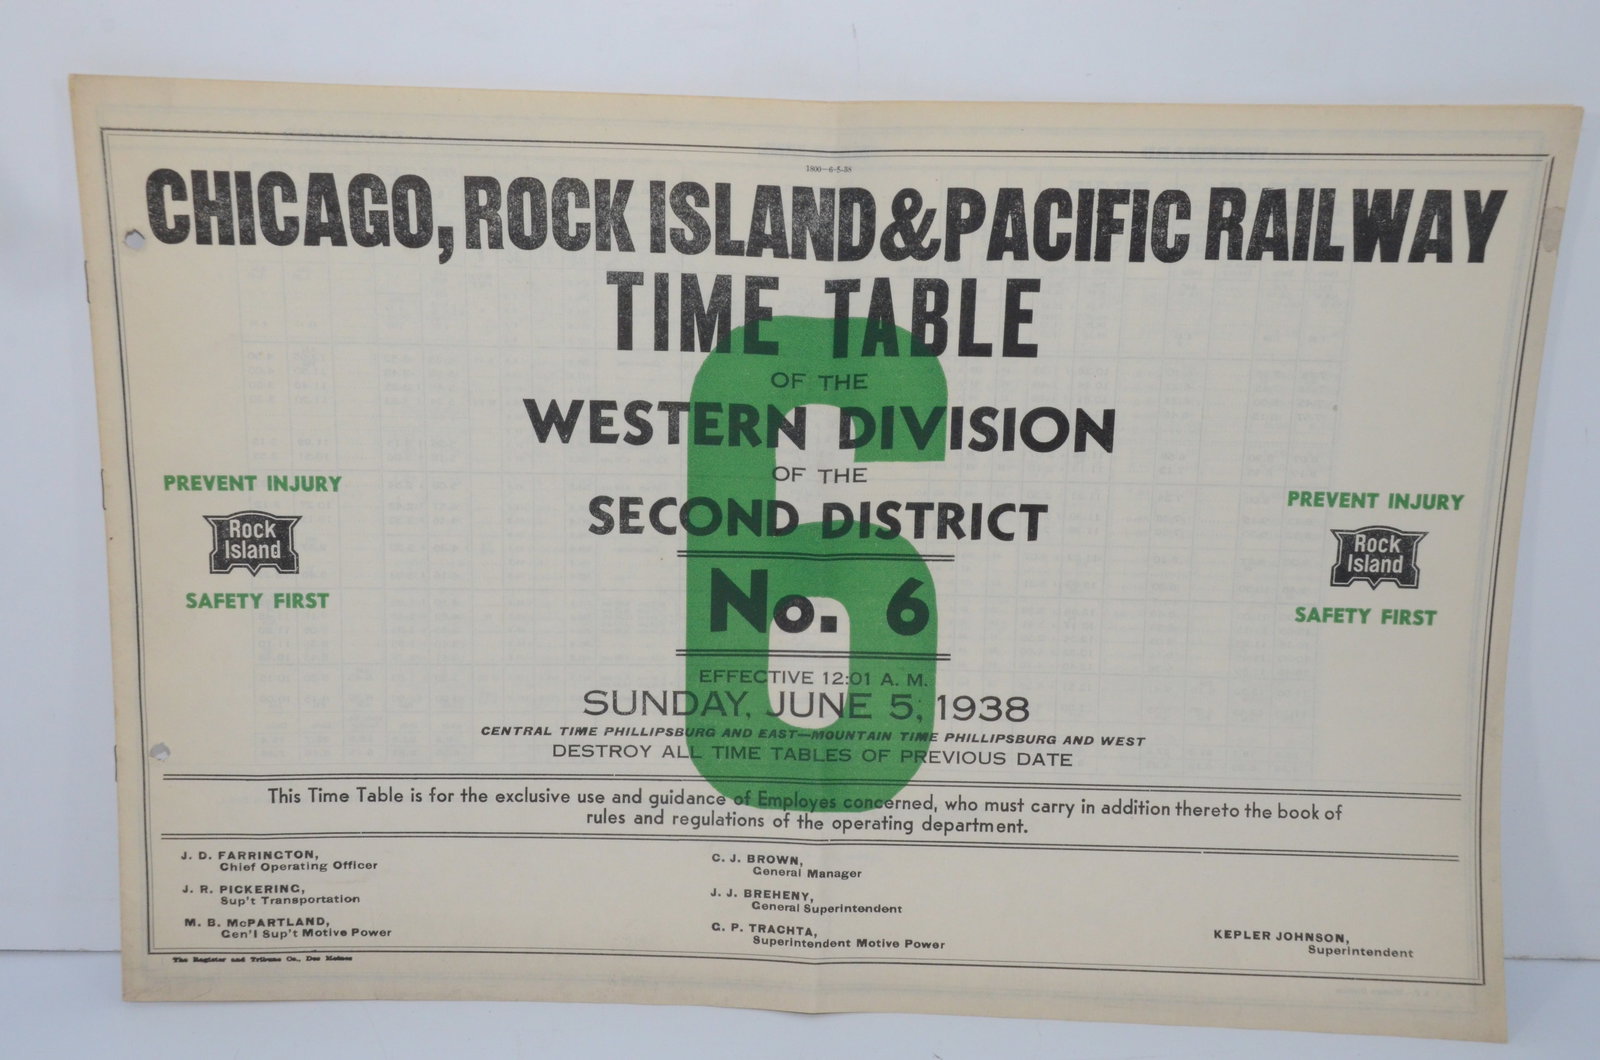 1800—6-5-38
CHICAGO, ROCK ISLAND & PACIFIC RAILWAY
TIME TABLE
OF THE
WESTERN DIVISION
OF THE
SECOND DISTRICT
6
No. 6
PREVENT INJURY
Rock
Island
SAFETY FIRST
PREVENT INJURY
Rock
Island
SAFETY FIRST
EFFECTIVE 12:01 A. M.
SUNDAY, JUNE 5, 1938
CENTRAL TIME PHILLIPSBURG AND EAST—MOUNTAIN TIME PHILLIPSBURG AND WEST
DESTROY ALL TIME TABLES OF PREVIOUS DATE
This Time Table is for the exclusive use and guidance of Employes concerned, who must carry in addition thereto the book of
rules and regulations of the operating department.
J. D. FARRINGTON,
Chief Operating Officer
J. R. PICKERING,
Sup't Transportation
M. B. McPARTLAND,
Gen'l Sup't Motive Power
C. J. BROWN,
General Manager
J. J. BREHENY,
General Superintendent
C. P. TRACHTA,
Superintendent Motive Power
KEPLER JOHNSON,
Superintendent
The Register and Tribune Co., Des Moines